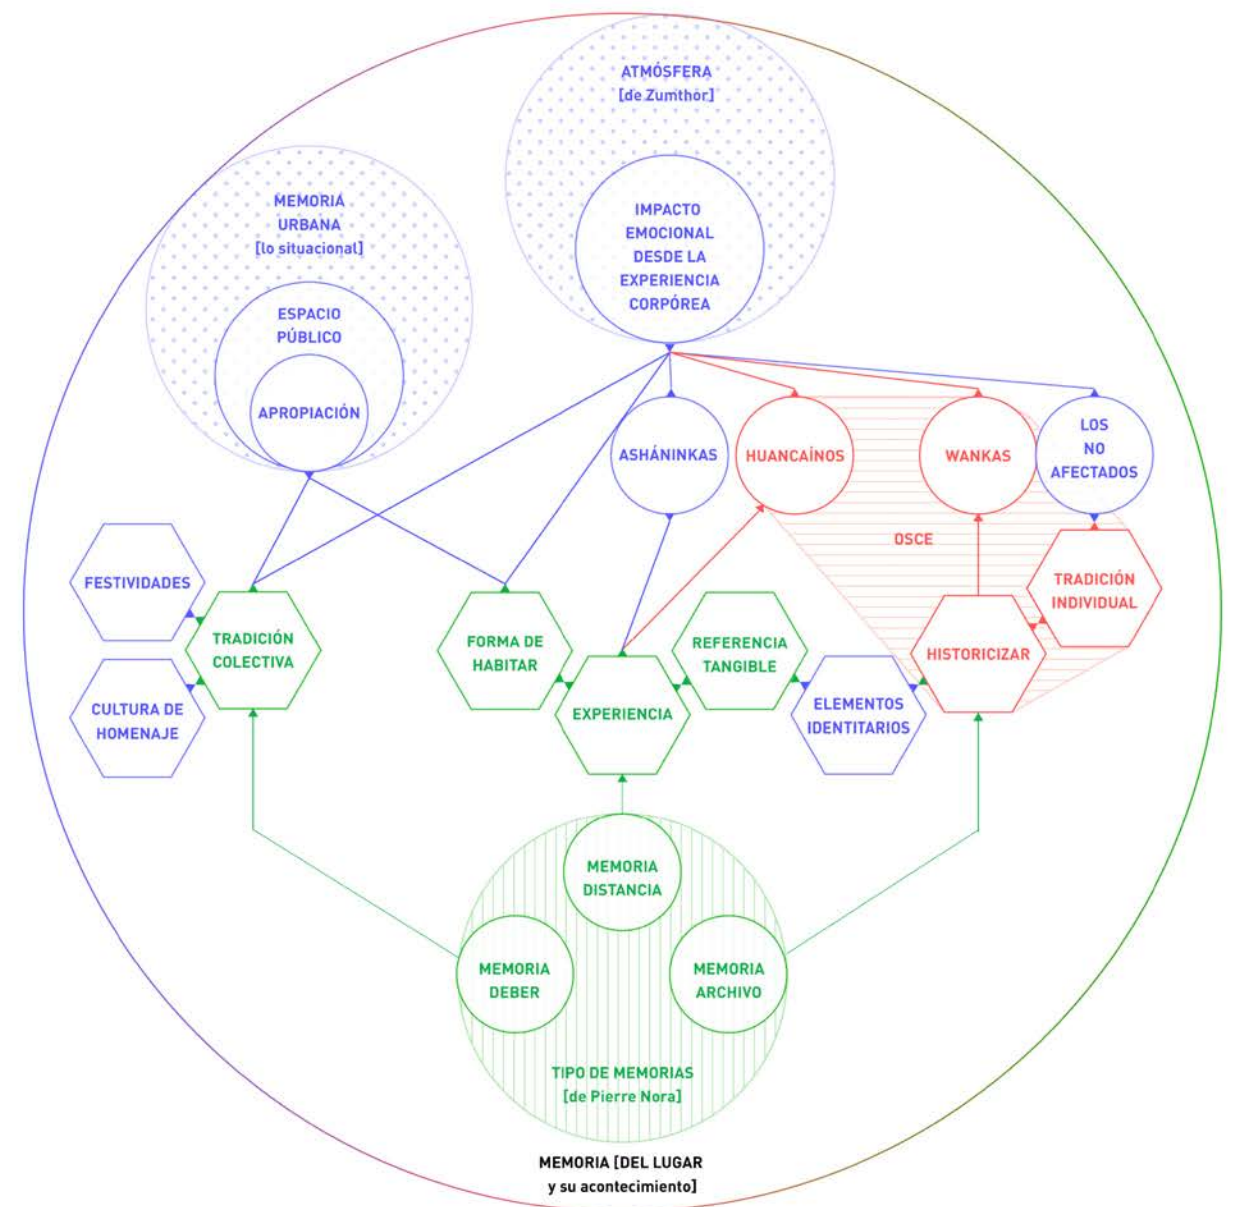 ATMÓSFERA
[de Zumthor]
MEMORIA
URBANA
[lo situacional]
IMPACTO
EMOCIONAL
DESDE LA
EXPERIENCIA
CORPÓREA
ESPACIO
PÚBLICO
APROPIACIÓN
ASHÁNINKAS
HUANCAÍNOS
WANKAS
LOS
NO
AFECTADOS
OSCE
FESTIVIDADES
TRADICIÓN
COLECTIVA
CULTURA DE
HOMENAJE
FORMA DE
HABITAR
EXPERIENCIA
REFERENCIA
TANGIBLE
ELEMENTOS
IDENTITARIOS
HISTORICIZAR
TRADICIÓN
INDIVIDUAL
MEMORIA
DISTANCIA
MEMORIA
DEBER
MEMORIA
ARCHIVO
TIPO DE MEMORIAS
[de Pierre Nora]
MEMORIA [DEL LUGAR
y su acontecimiento]